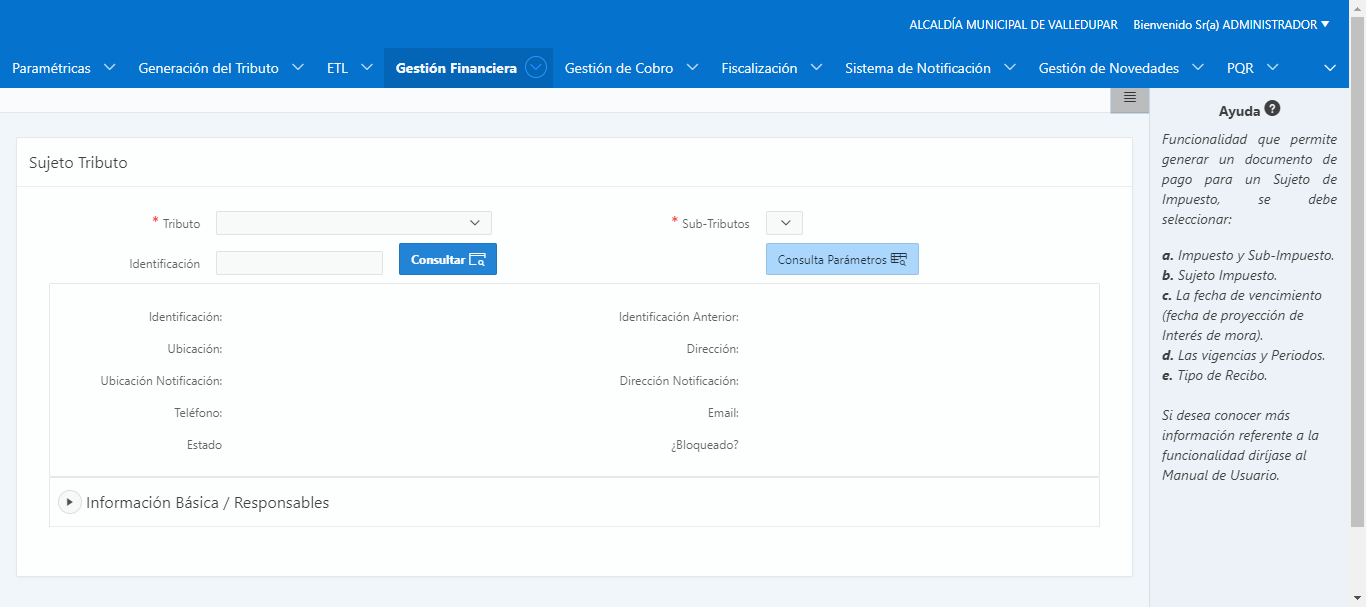 ALCALDÍA MUNICIPAL DE VALLEDUPAR Bienvenido Sr(a) ADMINISTRADOR
Paramétricas Generación del Tributo ETL Gestión Financiera Gestión de Cobro Fiscalización Sistema de Notificación Gestión de Novedades PQR
Sujeto Tributo
* Tributo * Sub-Tributos
Identificación Consultar Consulta Parámetros
Identificación: Identificación Anterior:
Ubicación: Dirección:
Ubicación Notificación: Dirección Notificación:
Teléfono: Email:
Estado ¿Bloqueado?
Información Básica / Responsables
Ayuda ?
Funcionalidad que permite
generar un documento de
pago para un Sujeto de
Impuesto, se debe
seleccionar:
a. Impuesto y Sub-Impuesto.
b. Sujeto Impuesto.
c. La fecha de vencimiento
(fecha de proyección de
Interés de mora).
d. Las vigencias y Periodos.
e. Tipo de Recibo.
Si desea conocer más
información referente a la
funcionalidad diríjase al
Manual de Usuario.